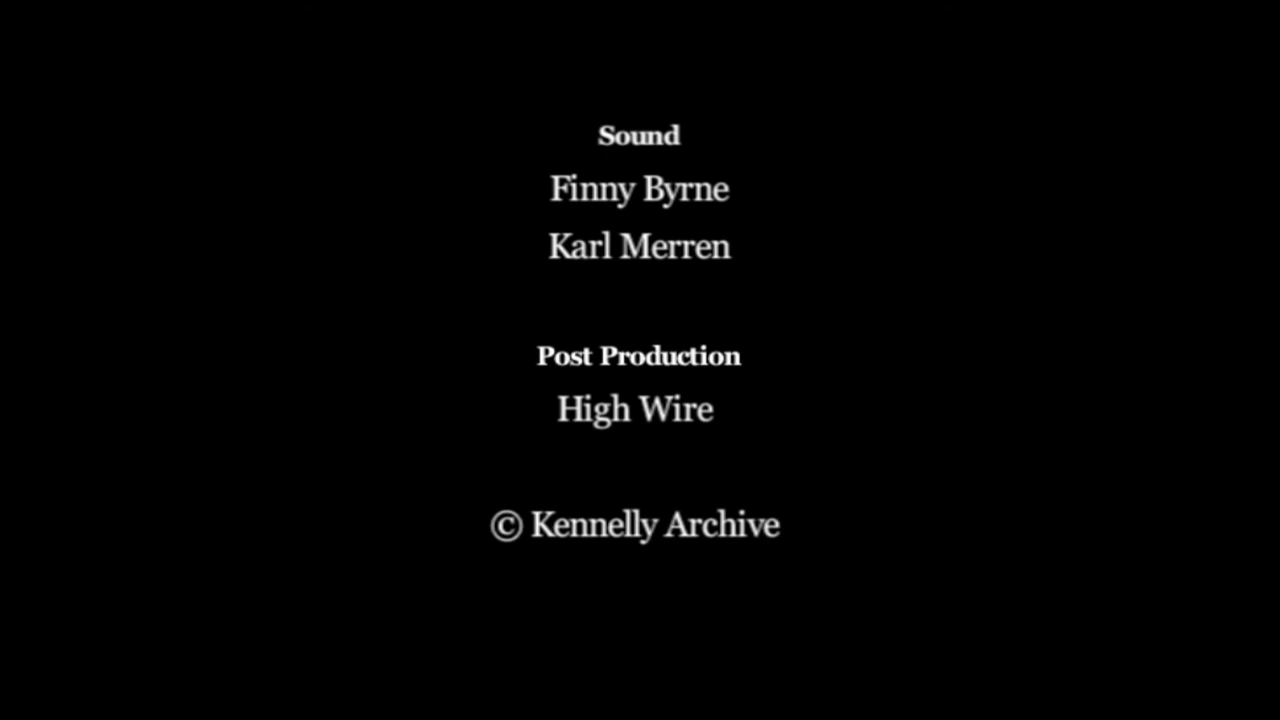 Sound
Finny Byrne
Karl Merren
Post Production
High Wire
© Kennelly Archive